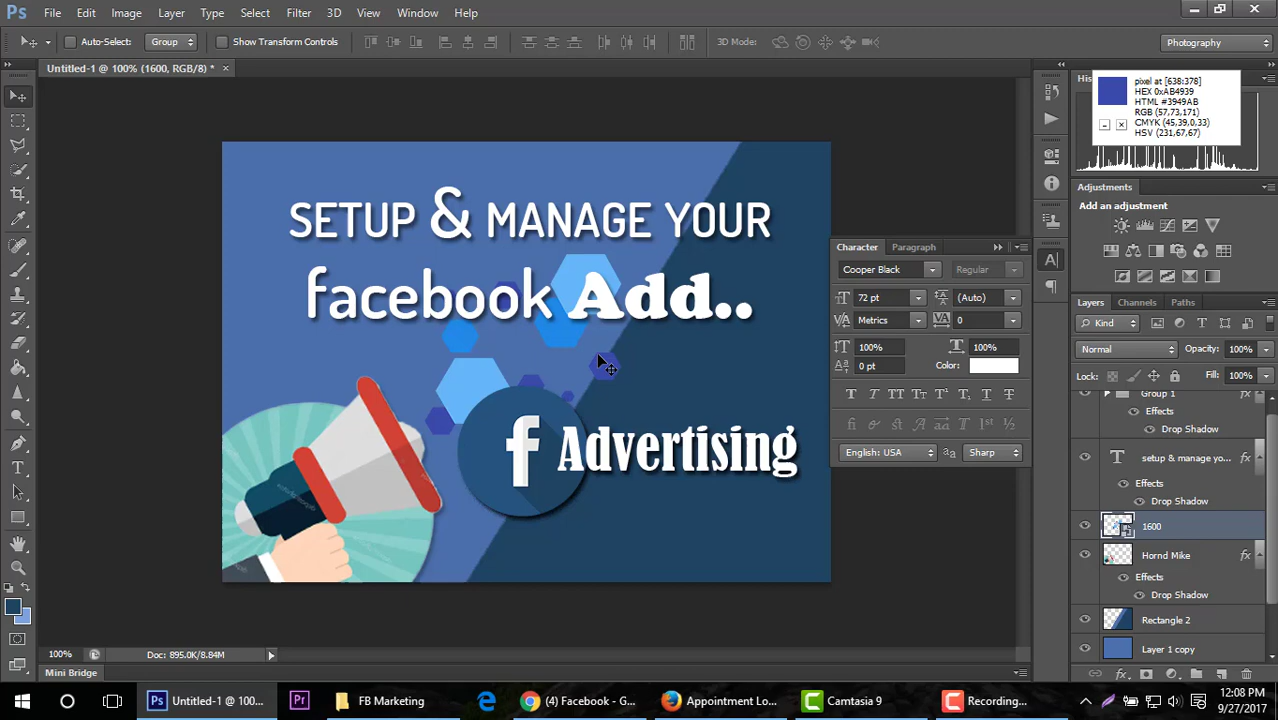 Ps File Edit Image Layer Type Select Filter 3D View Window Help
Auto-Select: Group Show Transform Controls 3D Mode: Photography
Untitled-1 @ 100% (1600, RGB/8) * ×
pixel at [638:378]
HEX 0xAB4939
HTML #3949AB
RGB (57,73,171)
CMYK (45,39,0,33)
HSV (231,67,67)
Adjustments
Add an adjustment
SETUP & MANAGE YOUR
facebook Add..
f Advertising
Character Paragraph
Cooper Black Regular
72 pt (Auto)
Metrics 0
100% 100%
0 pt Color:
English: USA Sharp
Layers Channels Paths
Kind
Normal Opacity: 100%
Lock: Fill: 100%
Group 1
Effects
Drop Shadow
T setup & manage yo... fx
Effects
Drop Shadow
1600
Hornd Mike fx
Effects
Drop Shadow
Rectangle 2
Layer 1 copy
100% Doc: 895.0K/8.84M
Mini Bridge
Ps Untitled-1 @ 100... Pr FB Marketing (4) Facebook - G... Appointment Lo... Camtasia 9 Recording...
12:08 PM
9/27/2017